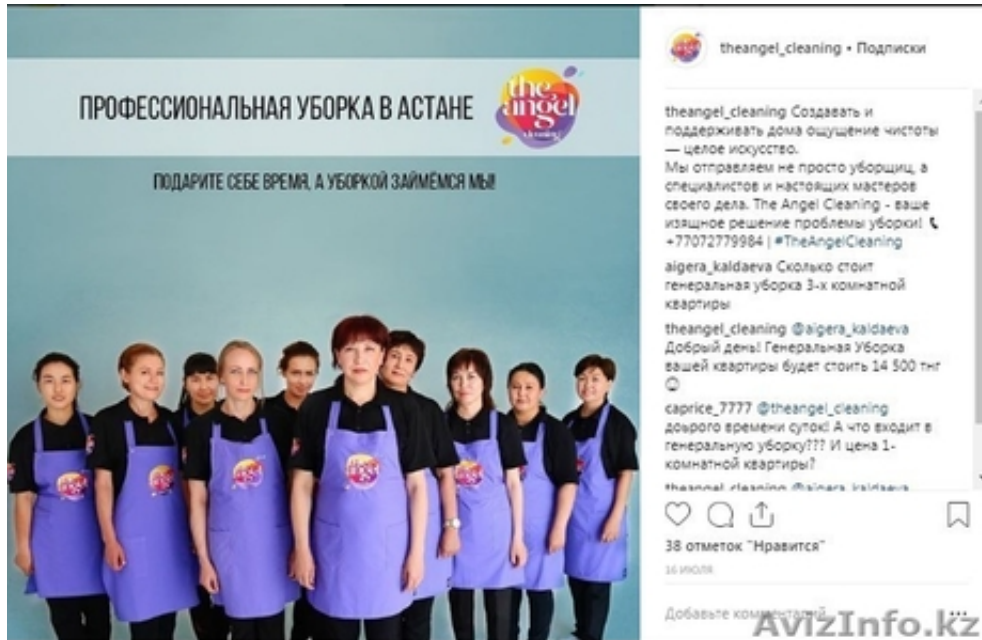 ПРОФЕССИОНАЛЬНАЯ УБОРКА В АСТАНЕ
the
angel
cleaning
ПОДАРИТЕ СЕБЕ ВРЕМЯ, А УБОРКОЙ ЗАЙМЁМСЯ МЫ!
theangel_cleaning • Подписки
theangel_cleaning Создавать и
поддерживать дома ощущение чистоты
— целое искусство.
Мы отправляем не просто уборщиц, а
специалистов и настоящих мастеров
своего дела. The Angel Cleaning - ваше
изящное решение проблемы уборки! 📞
+77072779984 | #TheAngelCleaning
aigera_kaldaeva Сколько стоит
генеральная уборка 3-х комнатной
квартиры
theangel_cleaning @aigera_kaldaeva
Добрый день! Генеральная Уборка
вашей квартиры будет стоить 14 500 тнг
☺
caprice_7777 @theangel_cleaning
доьрого времени суток! А что входит в
генеральную уборку??? И цена 1-
комнатной квартиры?
theangel_cleaning @aigera_kaldaeva
38 отметок "Нравится"
16 ИЮЛЯ
Добавьте комментарий...
AvizInfo.kz